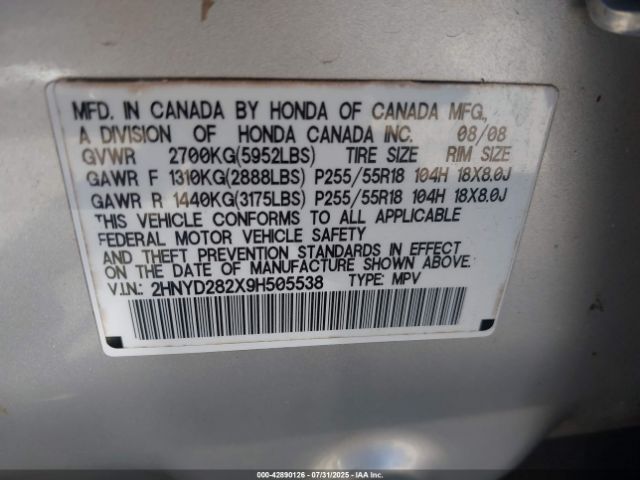 MFD. IN CANADA BY HONDA OF CANADA MFG.,
A DIVISION OF HONDA CANADA INC. 08/08
GVWR 2700KG(5952LBS) TIRE SIZE RIM SIZE
GAWR F 1310KG(2888LBS) P255/55R18 104H 18X8.0J
GAWR R 1440KG(3175LBS) P255/55R18 104H 18X8.0J
THIS VEHICLE CONFORMS TO ALL APPLICABLE
FEDERAL MOTOR VEHICLE SAFETY
AND THEFT PREVENTION STANDARDS IN EFFECT
ON THE DATE OF MANUFACTURE SHOWN ABOVE.
V.I.N.: 2HNYD282X9H505538 TYPE: MPV
000-42890126 - 07/31/2025 - IAAI.COM